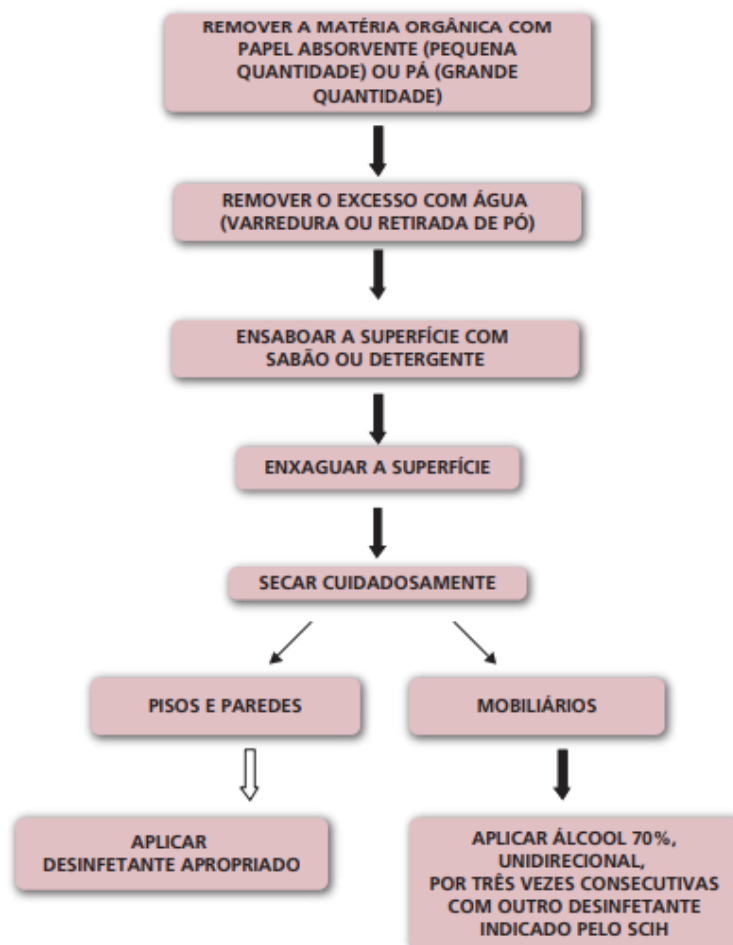 REMOVER A MATÉRIA ORGÂNICA COM
PAPEL ABSORVENTE (PEQUENA
QUANTIDADE) OU PÁ (GRANDE
QUANTIDADE)
REMOVER O EXCESSO COM ÁGUA
(VARREDURA OU RETIRADA DE PÓ)
ENSABOAR A SUPERFÍCIE COM
SABÃO OU DETERGENTE
ENXAGUAR A SUPERFÍCIE
SECAR CUIDADOSAMENTE
PISOS E PAREDES
MOBILIÁRIOS
APLICAR
DESINFETANTE APROPRIADO
APLICAR ÁLCOOL 70%,
UNIDIRECIONAL,
POR TRÊS VEZES CONSECUTIVAS
COM OUTRO DESINFETANTE
INDICADO PELO SCIH